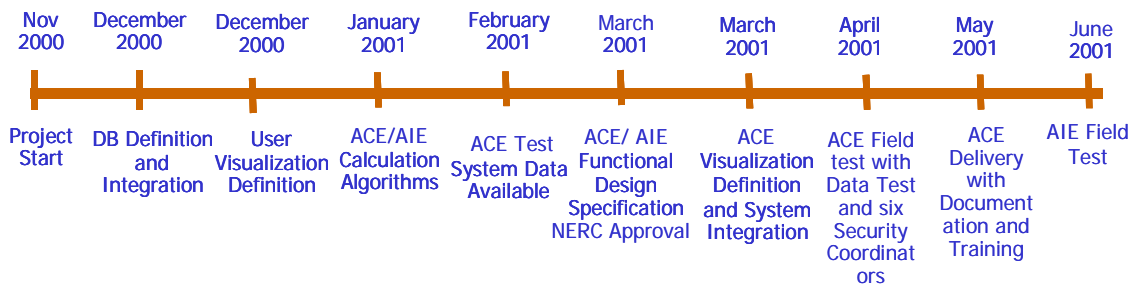 Nov
2000
December
2000
December
2000
January
2001
February
2001
March
2001
March
2001
April
2001
May
2001
June
2001
Project
Start
DB Definition
and
Integration
User
Visualization
Definition
ACE/AIE
Calculation
Algorithms
ACE Test
System Data
Available
ACE/ AIE
Functional
Design
Specification
NERC Approval
ACE
Visualization
Definition
and System
Integration
ACE Field
test with
Data Test
and six
Security
Coordinat
ors
ACE
Delivery
with
Document
ation and
Training
AIE Field
Test